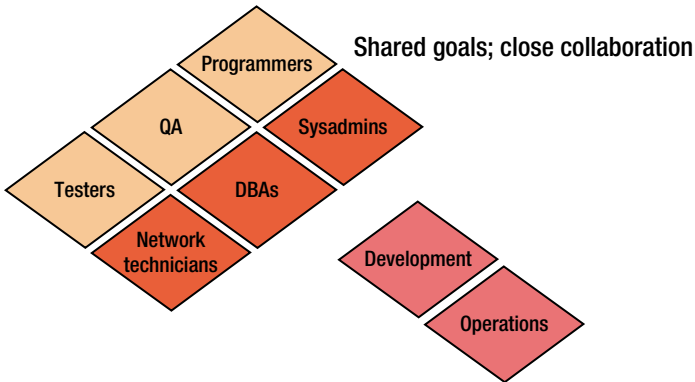 Programmers
Shared goals; close collaboration
QA
Sysadmins
Testers
DBAs
Network
technicians
Development
Operations